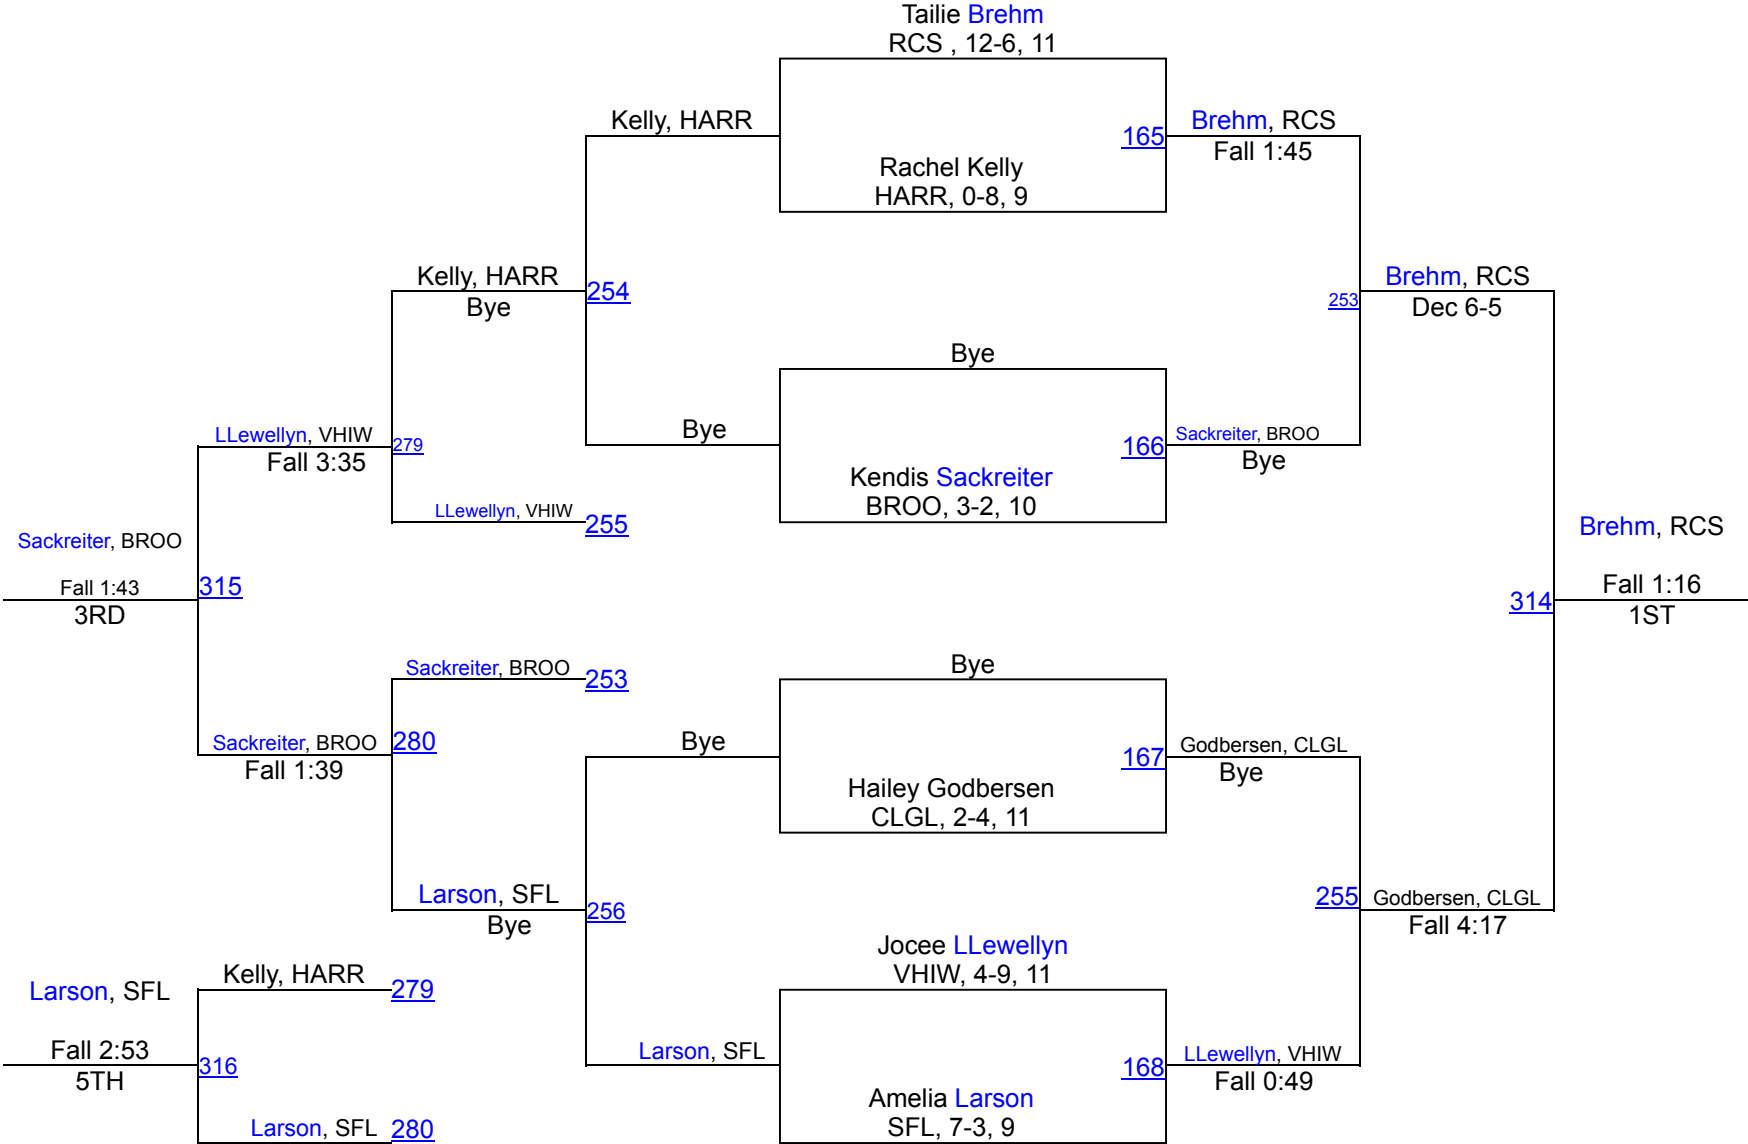 Tailie Brehm
RCS , 12-6, 11
Kelly, HARR
165
Brehm, RCS
Fall 1:45
Rachel Kelly
HARR, 0-8, 9
Kelly, HARR
Bye
254
253
Brehm, RCS
Dec 6-5
Bye
LLewellyn, VHIW
Fall 3:35
279
Bye
166
Sackreiter, BROO
Bye
Kendis Sackreiter
BROO, 3-2, 10
LLewellyn, VHIW
255
Sackreiter, BROO
Fall 1:43
3RD
315
Brehm, RCS
314
Fall 1:16
1ST
Sackreiter, BROO
253
Bye
Sackreiter, BROO
Fall 1:39
280
Bye
167
Godbersen, CLGL
Bye
Hailey Godbersen
CLGL, 2-4, 11
Larson, SFL
Bye
256
255
Godbersen, CLGL
Fall 4:17
Jocee LLewellyn
VHIW, 4-9, 11
Larson, SFL
Kelly, HARR
279
Fall 2:53
5TH
316
Larson, SFL
168
LLewellyn, VHIW
Fall 0:49
Amelia Larson
SFL, 7-3, 9
Larson, SFL
280